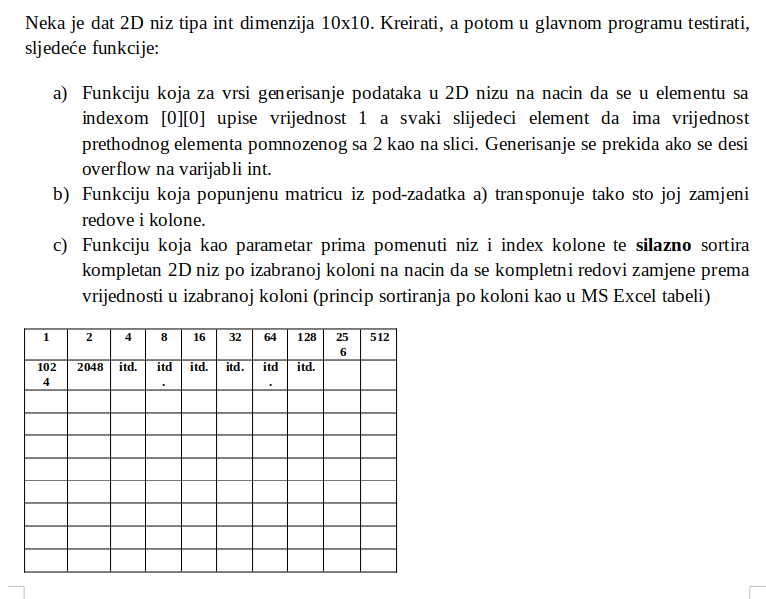 Neka je dat 2D niz tipa int dimenzija 10x10. Kreirati, a potom u glavnom programu testirati,
sljedeće funkcije:
a) Funkciju koja za vrsi generisanje podataka u 2D nizu na nacin da se u elementu sa
indexom [0][0] upise vrijednost 1 a svaki slijedeci element da ima vrijednost
prethodnog elementa pomnozenog sa 2 kao na slici. Generisanje se prekida ako se desi
overflow na varijabli int.
b) Funkciju koja popunjenu matricu iz pod-zadatka a) transponuje tako sto joj zamjeni
redove i kolone.
c) Funkciju koja kao parametar prima pomenuti niz i index kolone te silazno sortira
kompletan 2D niz po izabranoj koloni na nacin da se kompletni redovi zamjene prema
vrijednosti u izabranoj koloni (princip sortiranja po koloni kao u MS Excel tabeli)
1 2 4 8 16 32 64 128 25 512
6
102 2048 itd. itd itd. itd. itd itd.
4 . .